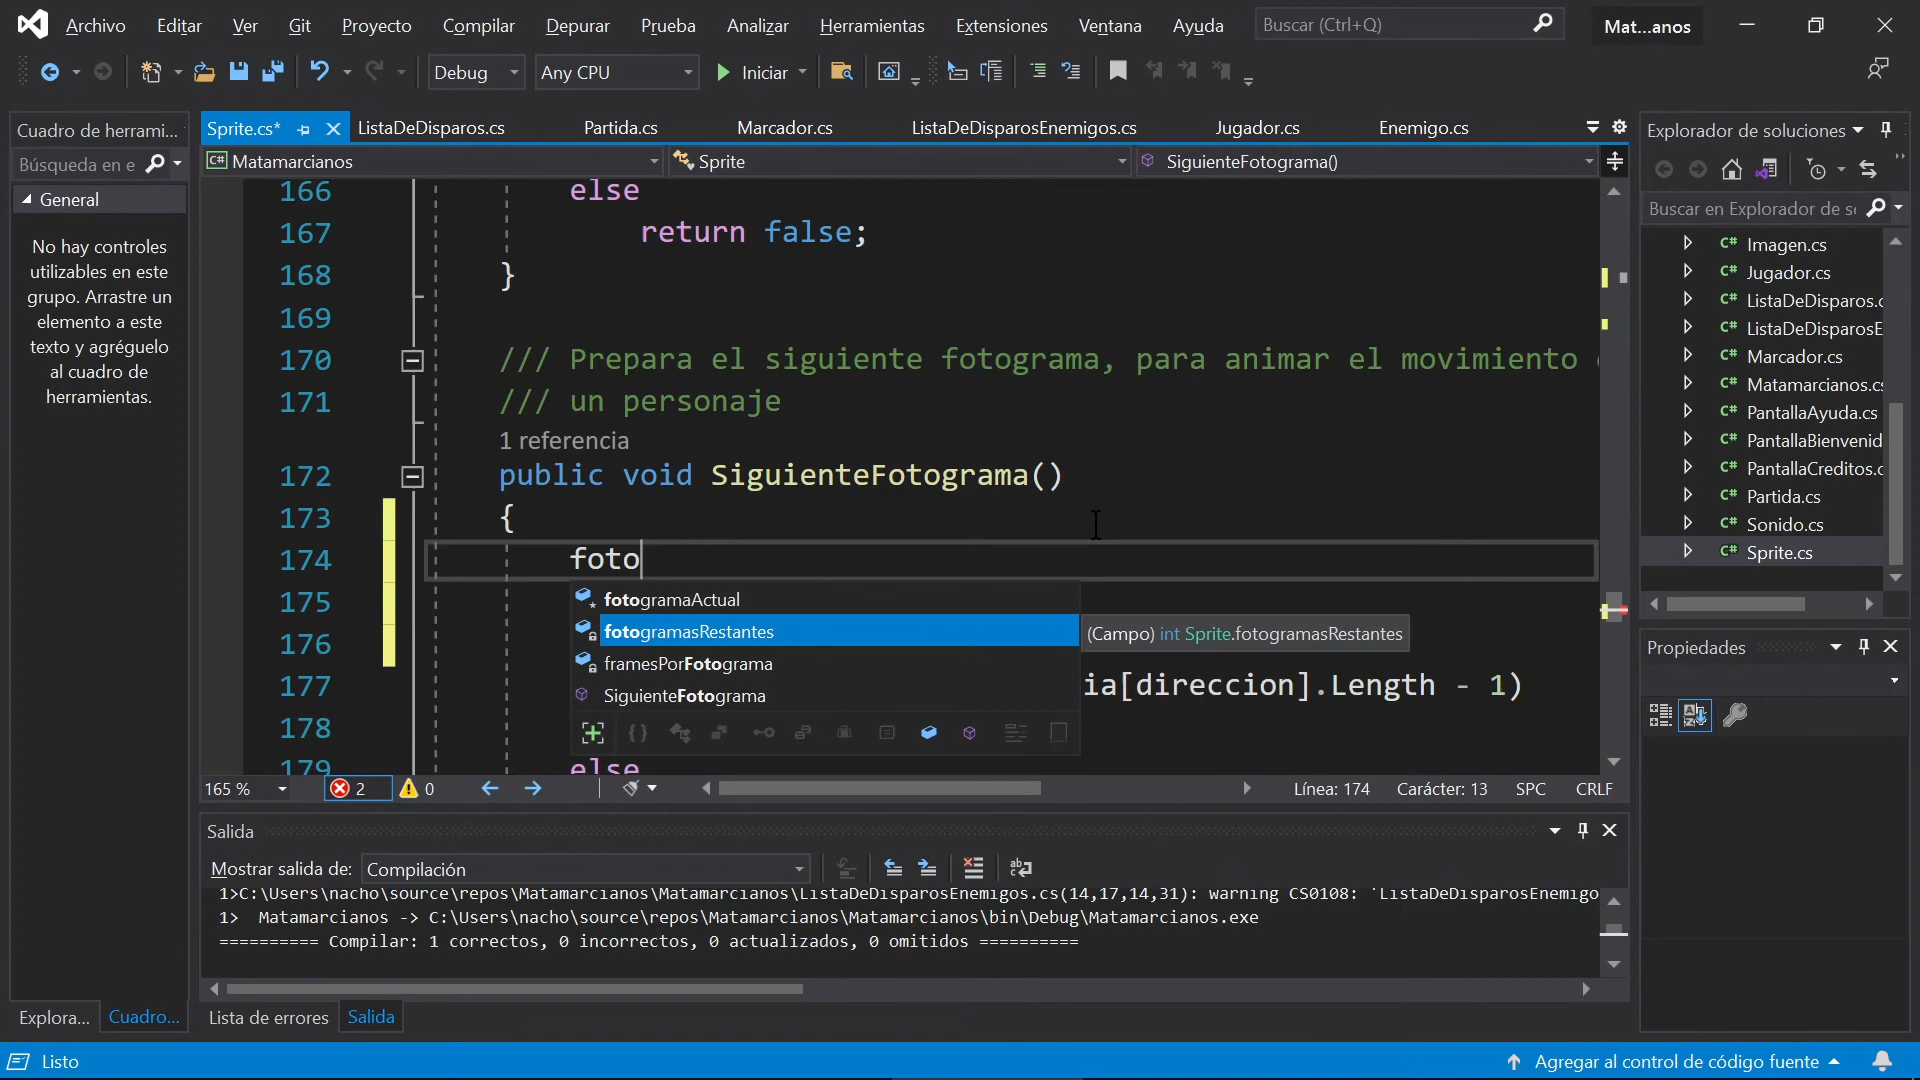 Archivo Editar Ver Git Proyecto Compilar Depurar Prueba Analizar Herramientas Extensiones Ventana Ayuda Buscar (Ctrl+Q) Mat...anos
Debug Any CPU Iniciar
Cuadro de herrami...
Búsqueda en e
General
No hay controles
utilizables en este
grupo. Arrastre un
elemento a este
texto y agréguelo
al cuadro de
herramientas.
Explora... Cuadro...
Sprite.cs* ListaDeDisparos.cs Partida.cs Marcador.cs ListaDeDisparosEnemigos.cs Jugador.cs Enemigo.cs
C# Matamarcianos Sprite SiguienteFotograma()
166 else
167 return false;
168 }
169
170 /// Prepara el siguiente fotograma, para animar el movimiento
171 /// un personaje
1 referencia
172 public void SiguienteFotograma()
173 {
174 foto
175 fotogramaActual
fotogramasRestantes (Campo) int Sprite.fotogramasRestantes
176 framesPorFotograma
177 SiguienteFotograma ia[direccion].Length - 1)
178
179 else
165 % 2 0 Línea: 174 Carácter: 13 SPC CRLF
Salida
Mostrar salida de: Compilación
1>C:\Users\nacho\source\repos\Matamarcianos\Matamarcianos\ListaDeDisparosEnemigos.cs(14,17,14,31): warning CS0108: 'ListaDeDisparosEnemigo
1> Matamarcianos -> C:\Users\nacho\source\repos\Matamarcianos\Matamarcianos\bin\Debug\Matamarcianos.exe
========== Compilar: 1 correctos, 0 incorrectos, 0 actualizados, 0 omitidos ==========
Lista de errores Salida
Explorador de soluciones
Buscar en Explorador de so
C# Imagen.cs
C# Jugador.cs
C# ListaDeDisparos.c
C# ListaDeDisparosE
C# Marcador.cs
C# Matamarcianos.cs
C# PantallaAyuda.cs
C# PantallaBienvenid
C# PantallaCreditos.c
C# Partida.cs
C# Sonido.cs
C# Sprite.cs
Propiedades
Listo Agregar al control de código fuente